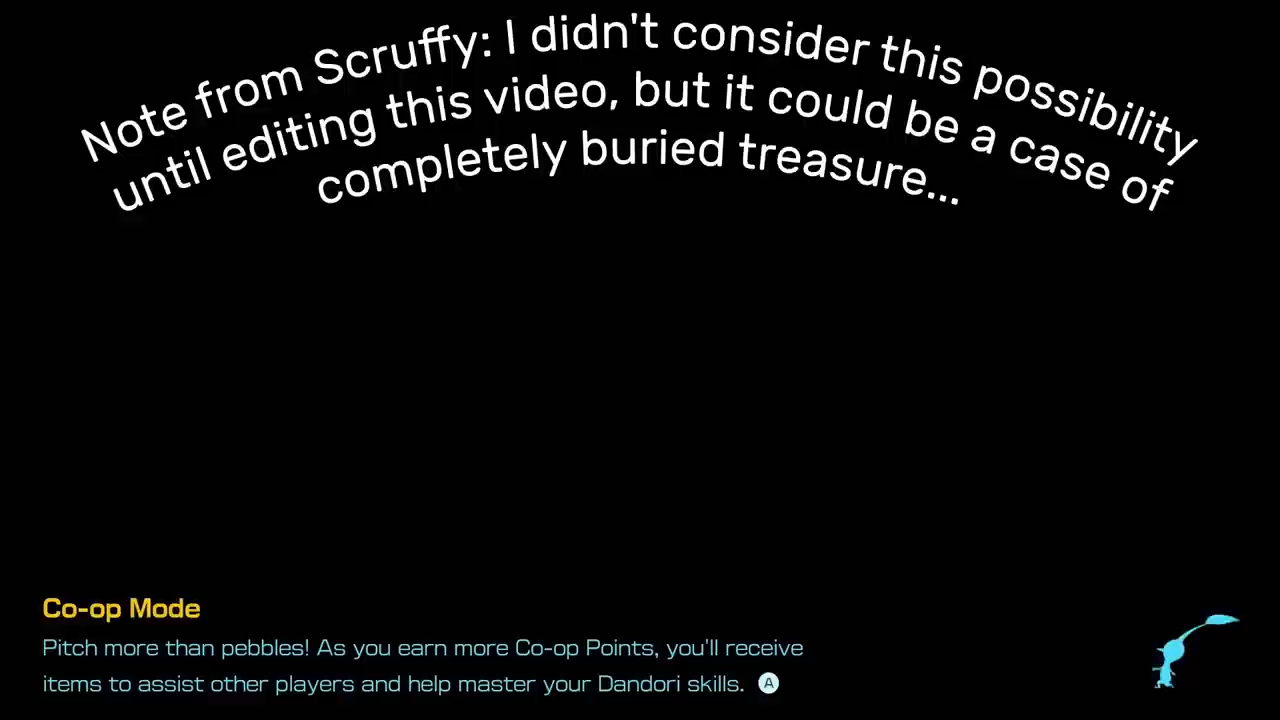 Note from Scruffy: I didn't consider this possibility
until editing this video, but it could be a case of
completely buried treasure...
Co-op Mode
Pitch more than pebbles! As you earn more Co-op Points, you'll receive
items to assist other players and help master your Dandori skills. A